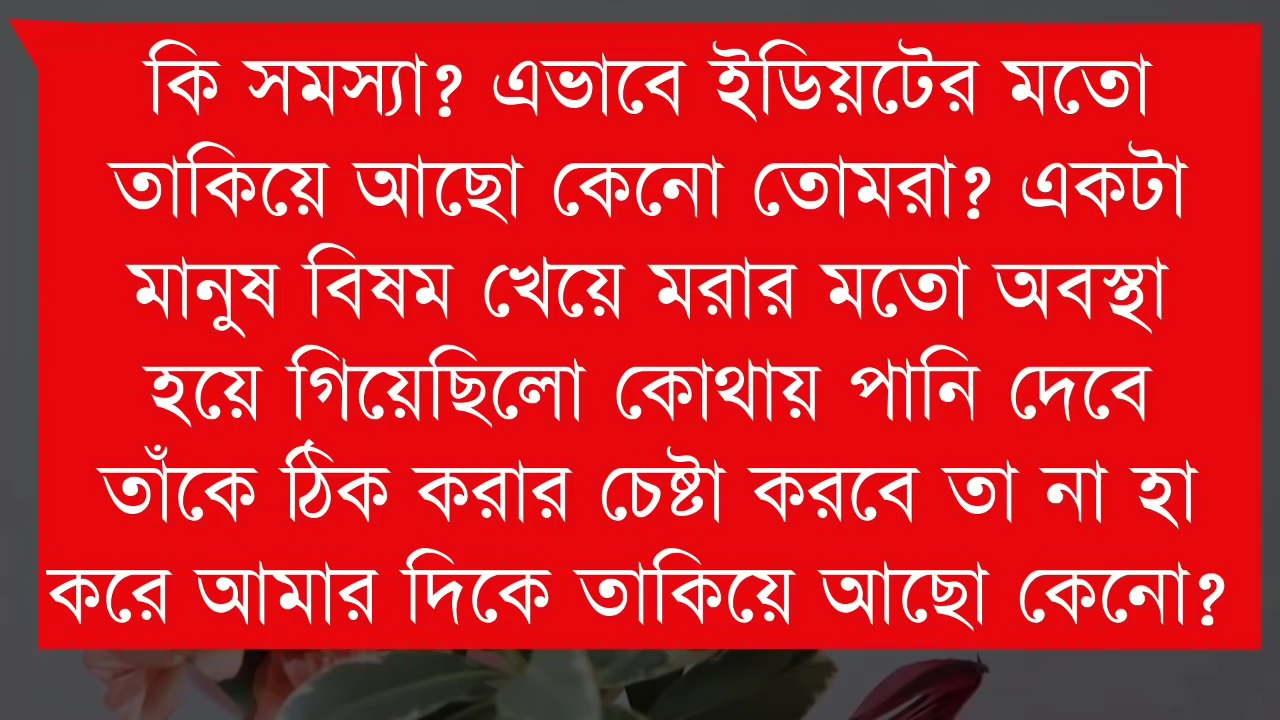 কি সমস্যা? এভাবে ইডিয়টের মতো
তাকিয়ে আছো কেনো তোমরা? একটা
মানুষ বিষম খেয়ে মরার মতো অবস্থা
হয়ে গিয়েছিলো কোথায় পানি দেবে
তাঁকে ঠিক করার চেষ্টা করবে তা না হা
করে আমার দিকে তাকিয়ে আছো কেনো?